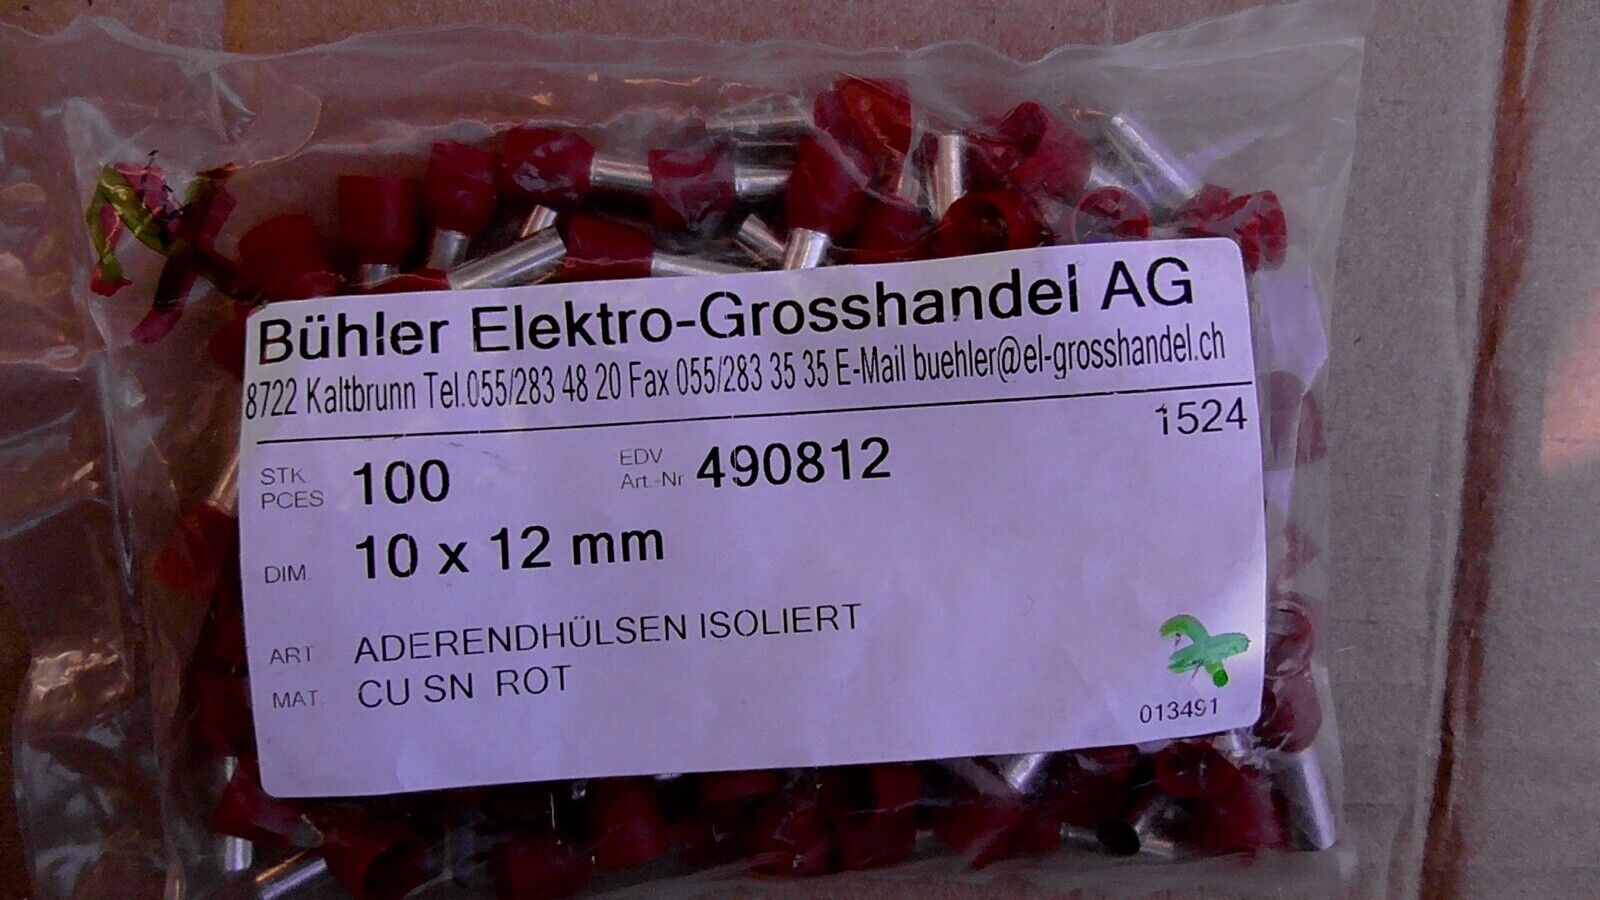 Bühler Elektro-Grosshandel AG
8722 Kaltbrunn Tel.055/283 48 20 Fax 055/283 35 35 E-Mail buehler@el-grosshandel.ch
1524
STK
PCES 100 EDV
Art.-Nr 490812
DIM. 10 x 12 mm
ART ADERENDHÜLSEN ISOLIERT
MAT. CU SN ROT
013491